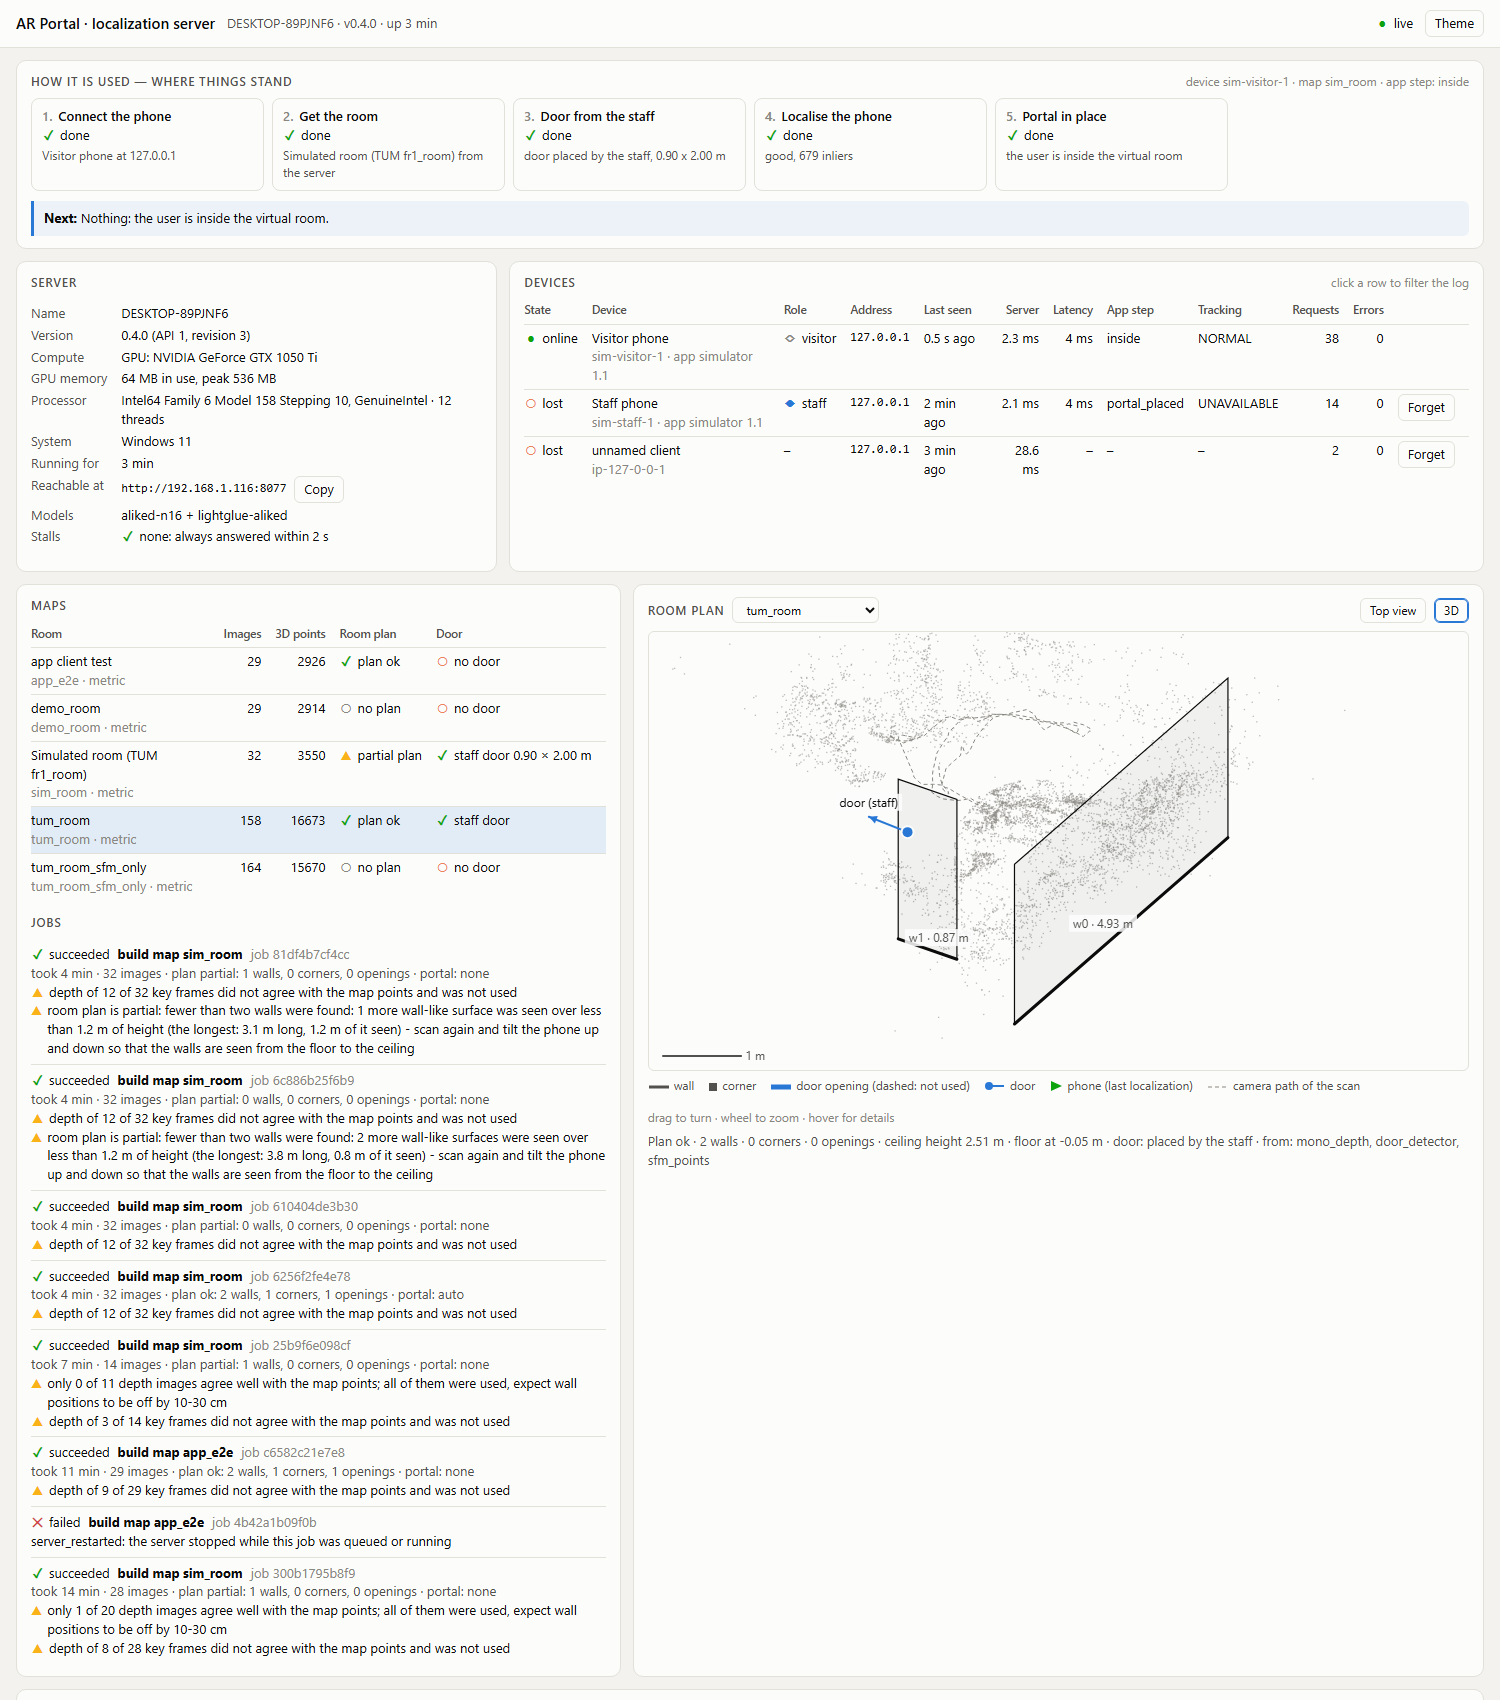 AR Portal · localization server DESKTOP-89PJNF6 · v0.4.0 · up 3 min
live Theme
HOW IT IS USED — WHERE THINGS STAND
device sim-visitor-1 · map sim_room · app step: inside
1. Connect the phone
✓ done
Visitor phone at 127.0.0.1
2. Get the room
✓ done
Simulated room (TUM fr1_room) from
the server
3. Door from the staff
✓ done
door placed by the staff, 0.90 x 2.00 m
4. Localise the phone
✓ done
good, 679 inliers
5. Portal in place
✓ done
the user is inside the virtual room
Next: Nothing: the user is inside the virtual room.
SERVER
Name DESKTOP-89PJNF6
Version 0.4.0 (API 1, revision 3)
Compute GPU: NVIDIA GeForce GTX 1050 Ti
GPU memory 64 MB in use, peak 536 MB
Processor Intel64 Family 6 Model 158 Stepping 10, GenuineIntel · 12
threads
System Windows 11
Running for 3 min
Reachable at http://192.168.1.116:8077 Copy
Models aliked-n16 + lightglue-aliked
Stalls ✓ none: always answered within 2 s
DEVICES
click a row to filter the log
State Device Role Address Last seen Server Latency App step Tracking Requests Errors
online Visitor phone visitor 127.0.0.1 0.5 s ago 2.3 ms 4 ms inside NORMAL 38 0
sim-visitor-1 · app simulator
1.1
lost Staff phone staff 127.0.0.1 2 min 2.1 ms 4 ms portal_placed UNAVAILABLE 14 0 Forget
sim-staff-1 · app simulator 1.1 ago
lost unnamed client – 127.0.0.1 3 min 28.6 – – – 2 0 Forget
ip-127-0-0-1 ago ms
MAPS
Room Images 3D points Room plan Door
app client test 29 2926 ✓ plan ok no door
app_e2e · metric
demo_room 29 2914 no plan no door
demo_room · metric
Simulated room (TUM 32 3550 partial plan ✓ staff door 0.90 × 2.00 m
fr1_room)
sim_room · metric
tum_room 158 16673 ✓ plan ok ✓ staff door
tum_room · metric
tum_room_sfm_only 164 15670 no plan no door
tum_room_sfm_only · metric
JOBS
✓ succeeded build map sim_room job 81df4b7cf4cc
took 4 min · 32 images · plan partial: 1 walls, 0 corners, 0 openings · portal: none
depth of 12 of 32 key frames did not agree with the map points and was not used
room plan is partial: fewer than two walls were found: 1 more wall-like surface was seen over less
than 1.2 m of height (the longest: 3.1 m long, 1.2 m of it seen) - scan again and tilt the phone up
and down so that the walls are seen from the floor to the ceiling
✓ succeeded build map sim_room job 6c886b25f6b9
took 4 min · 32 images · plan partial: 0 walls, 0 corners, 0 openings · portal: none
depth of 12 of 32 key frames did not agree with the map points and was not used
room plan is partial: fewer than two walls were found: 2 more wall-like surfaces were seen over
less than 1.2 m of height (the longest: 3.8 m long, 0.8 m of it seen) - scan again and tilt the phone
up and down so that the walls are seen from the floor to the ceiling
✓ succeeded build map sim_room job 610404de3b30
took 4 min · 32 images · plan partial: 0 walls, 0 corners, 0 openings · portal: none
depth of 12 of 32 key frames did not agree with the map points and was not used
✓ succeeded build map sim_room job 6256f2fe4e78
took 4 min · 32 images · plan ok: 2 walls, 1 corners, 1 openings · portal: auto
depth of 12 of 32 key frames did not agree with the map points and was not used
✓ succeeded build map sim_room job 25b9f6e098cf
took 7 min · 14 images · plan partial: 1 walls, 0 corners, 0 openings · portal: none
only 0 of 11 depth images agree well with the map points; all of them were used, expect wall
positions to be off by 10-30 cm
depth of 3 of 14 key frames did not agree with the map points and was not used
✓ succeeded build map app_e2e job c6582c21e7e8
took 11 min · 29 images · plan ok: 2 walls, 1 corners, 1 openings · portal: none
depth of 9 of 29 key frames did not agree with the map points and was not used
failed build map app_e2e job 4b42a1b09f0b
server_restarted: the server stopped while this job was queued or running
✓ succeeded build map sim_room job 300b1795b8f9
took 14 min · 28 images · plan partial: 1 walls, 0 corners, 0 openings · portal: none
only 1 of 20 depth images agree well with the map points; all of them were used, expect wall
positions to be off by 10-30 cm
depth of 8 of 28 key frames did not agree with the map points and was not used
ROOM PLAN tum_room Top view 3D
door (staff)
w1 · 0.87 m
w0 · 4.93 m
1 m
wall corner door opening (dashed: not used) door phone (last localization) camera path of the scan
drag to turn · wheel to zoom · hover for details
Plan ok · 2 walls · 0 corners · 0 openings · ceiling height 2.51 m · floor at -0.05 m · door: placed by the staff · from: mono_depth, door_detector,
sfm_points